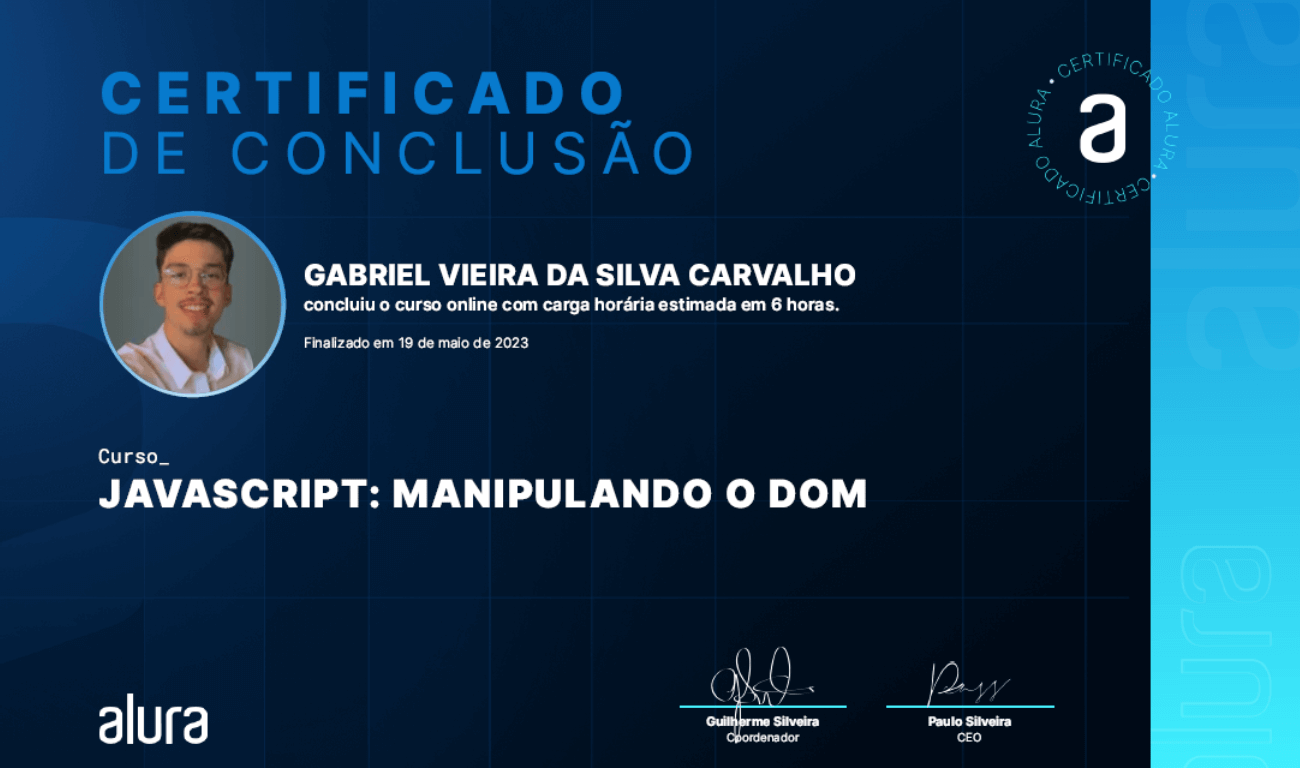 CERTIFICADO
DE CONCLUSÃO
CERTIFICADO ALURA • CERTIFICADO ALURA •
a
GABRIEL VIEIRA DA SILVA CARVALHO
concluiu o curso online com carga horária estimada em 6 horas.
Finalizado em 19 de maio de 2023
Curso_
JAVASCRIPT: MANIPULANDO O DOM
alura
Guilherme Silveira
Coordenador
Paulo Silveira
CEO
alura
alura